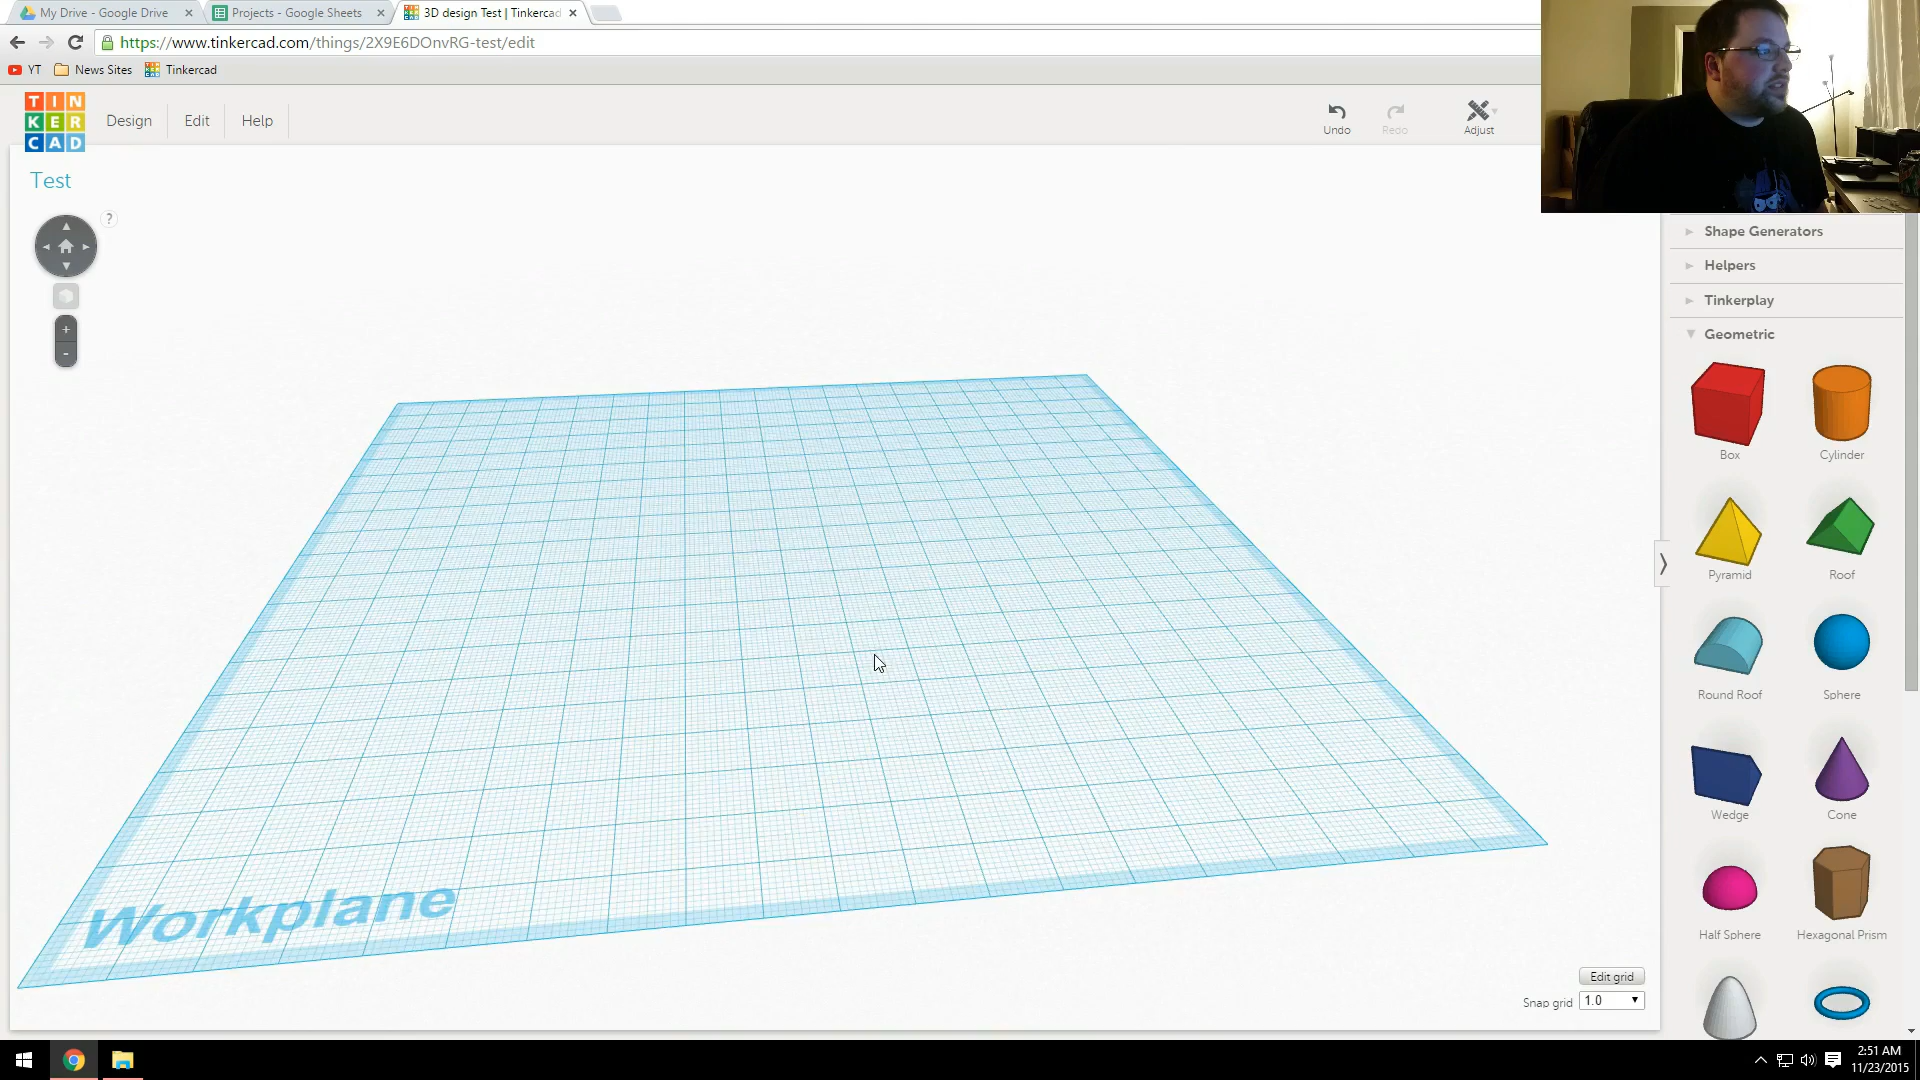 My Drive - Google Drive
Projects - Google Sheets
3D design Test | Tinkercad
https://www.tinkercad.com/things/2X9E6DOnvRG-test/edit
YT
News Sites
Tinkercad
TIN
KER
CAD
Design
Edit
Help
Undo
Redo
Adjust
Test
?
+
-
Shape Generators
Helpers
Tinkerplay
Geometric
Box
Cylinder
Pyramid
Roof
Round Roof
Sphere
Wedge
Cone
Half Sphere
Hexagonal Prism
Workplane
Edit grid
Snap grid 1.0
2:51 AM
11/23/2015